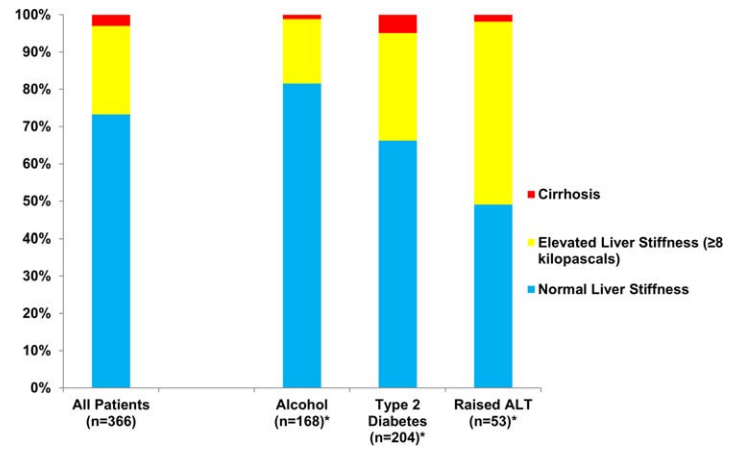 100%
90%
80%
70%
60%
50%
40%
30%
20%
10%
0%
Cirrhosis
Elevated Liver Stiffness (≥8
kilopascals)
Normal Liver Stiffness
All Patients
(n=366)
Alcohol
(n=168)*
Type 2
Diabetes
(n=204)*
Raised ALT
(n=53)*